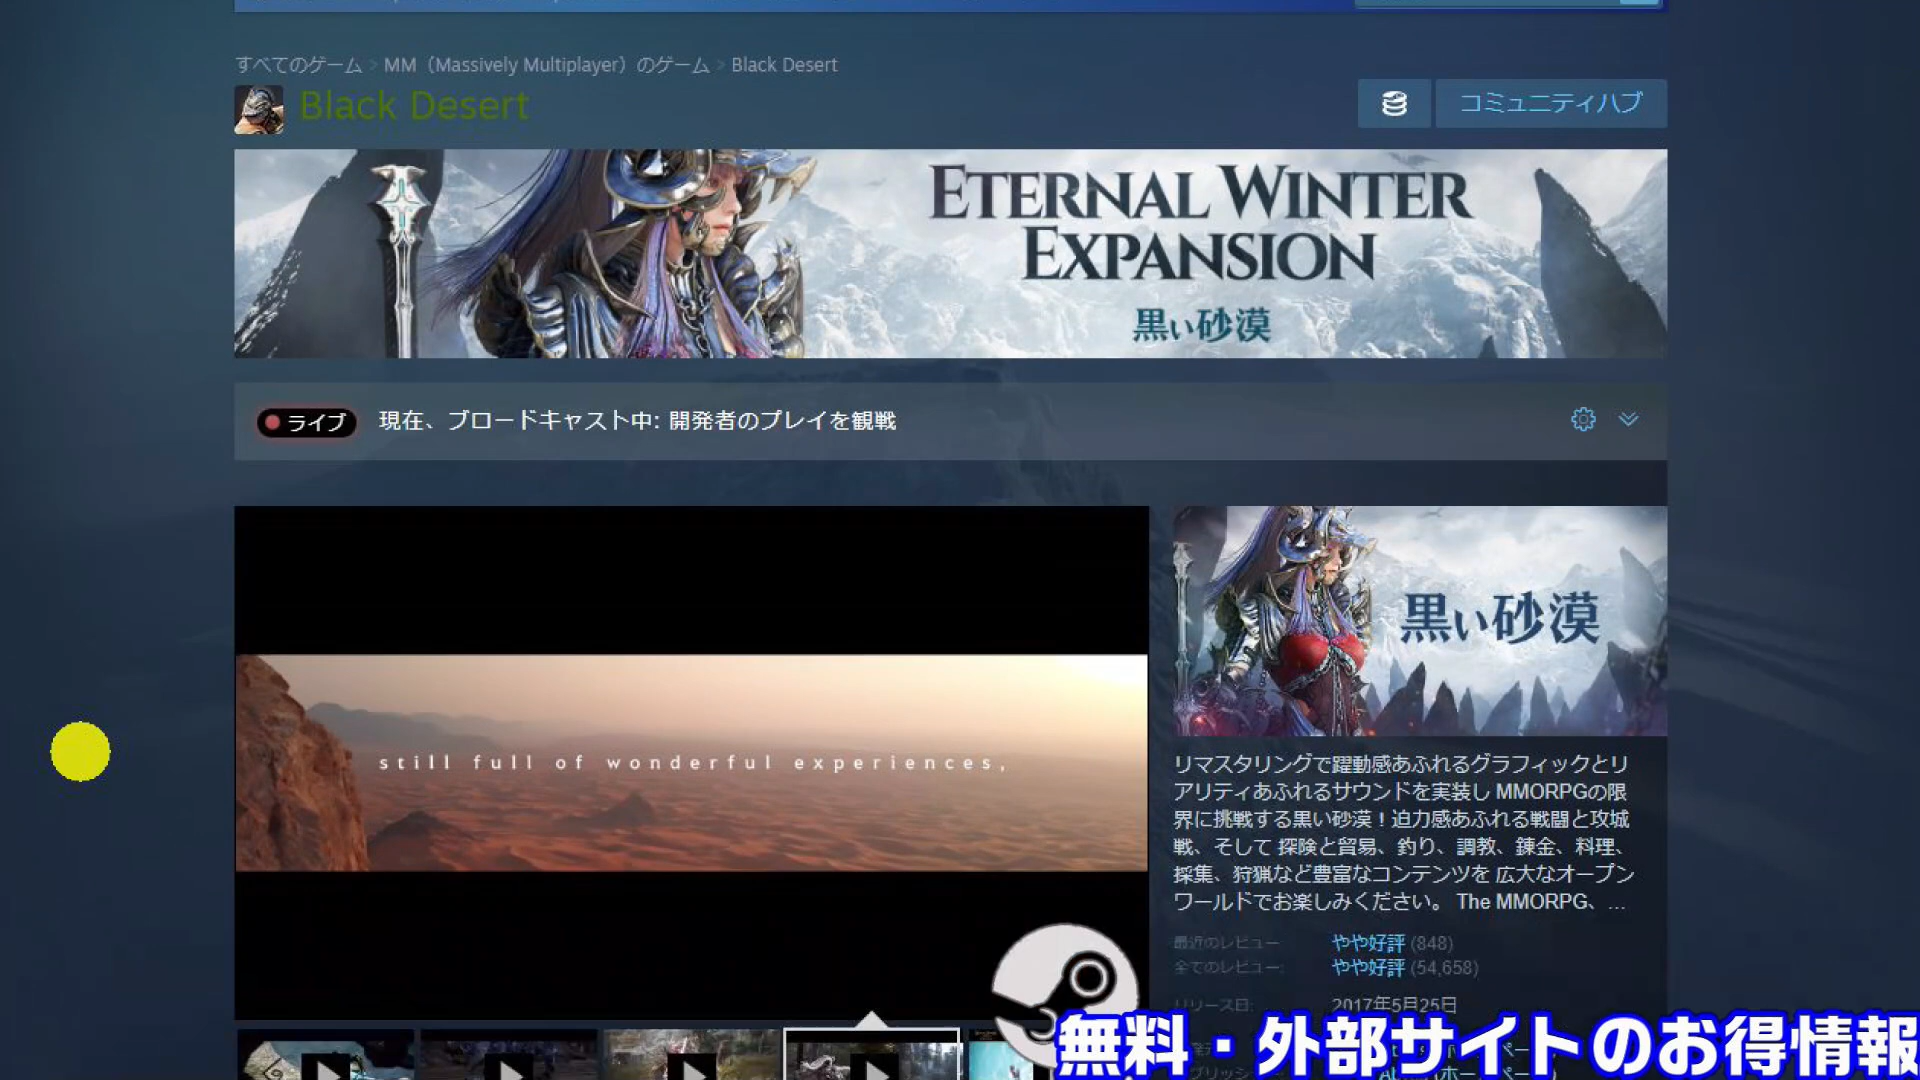 すべてのゲーム > MM（Massively Multiplayer）のゲーム > Black Desert
Black Desert
コミュニティハブ
ETERNAL WINTER
EXPANSION
黒い砂漠
ライブ
現在、ブロードキャスト中: 開発者のプレイを観戦
still full of wonderful experiences,
黒い砂漠
リマスタリングで躍動感あふれるグラフィックとリ
アリティあふれるサウンドを実装し MMORPGの限
界に挑戦する黒い砂漠！迫力感あふれる戦闘と攻城
戦、そして 探険と貿易、釣り、調教、錬金、料理、
採集、狩猟など豊富なコンテンツを 広大なオープン
ワールドでお楽しみください。 The MMORPG、...
最近のレビュー: やや好評 (848)
全てのレビュー: やや好評 (54,658)
リリース日: 2017年5月25日
無料・外部サイトのお得情報